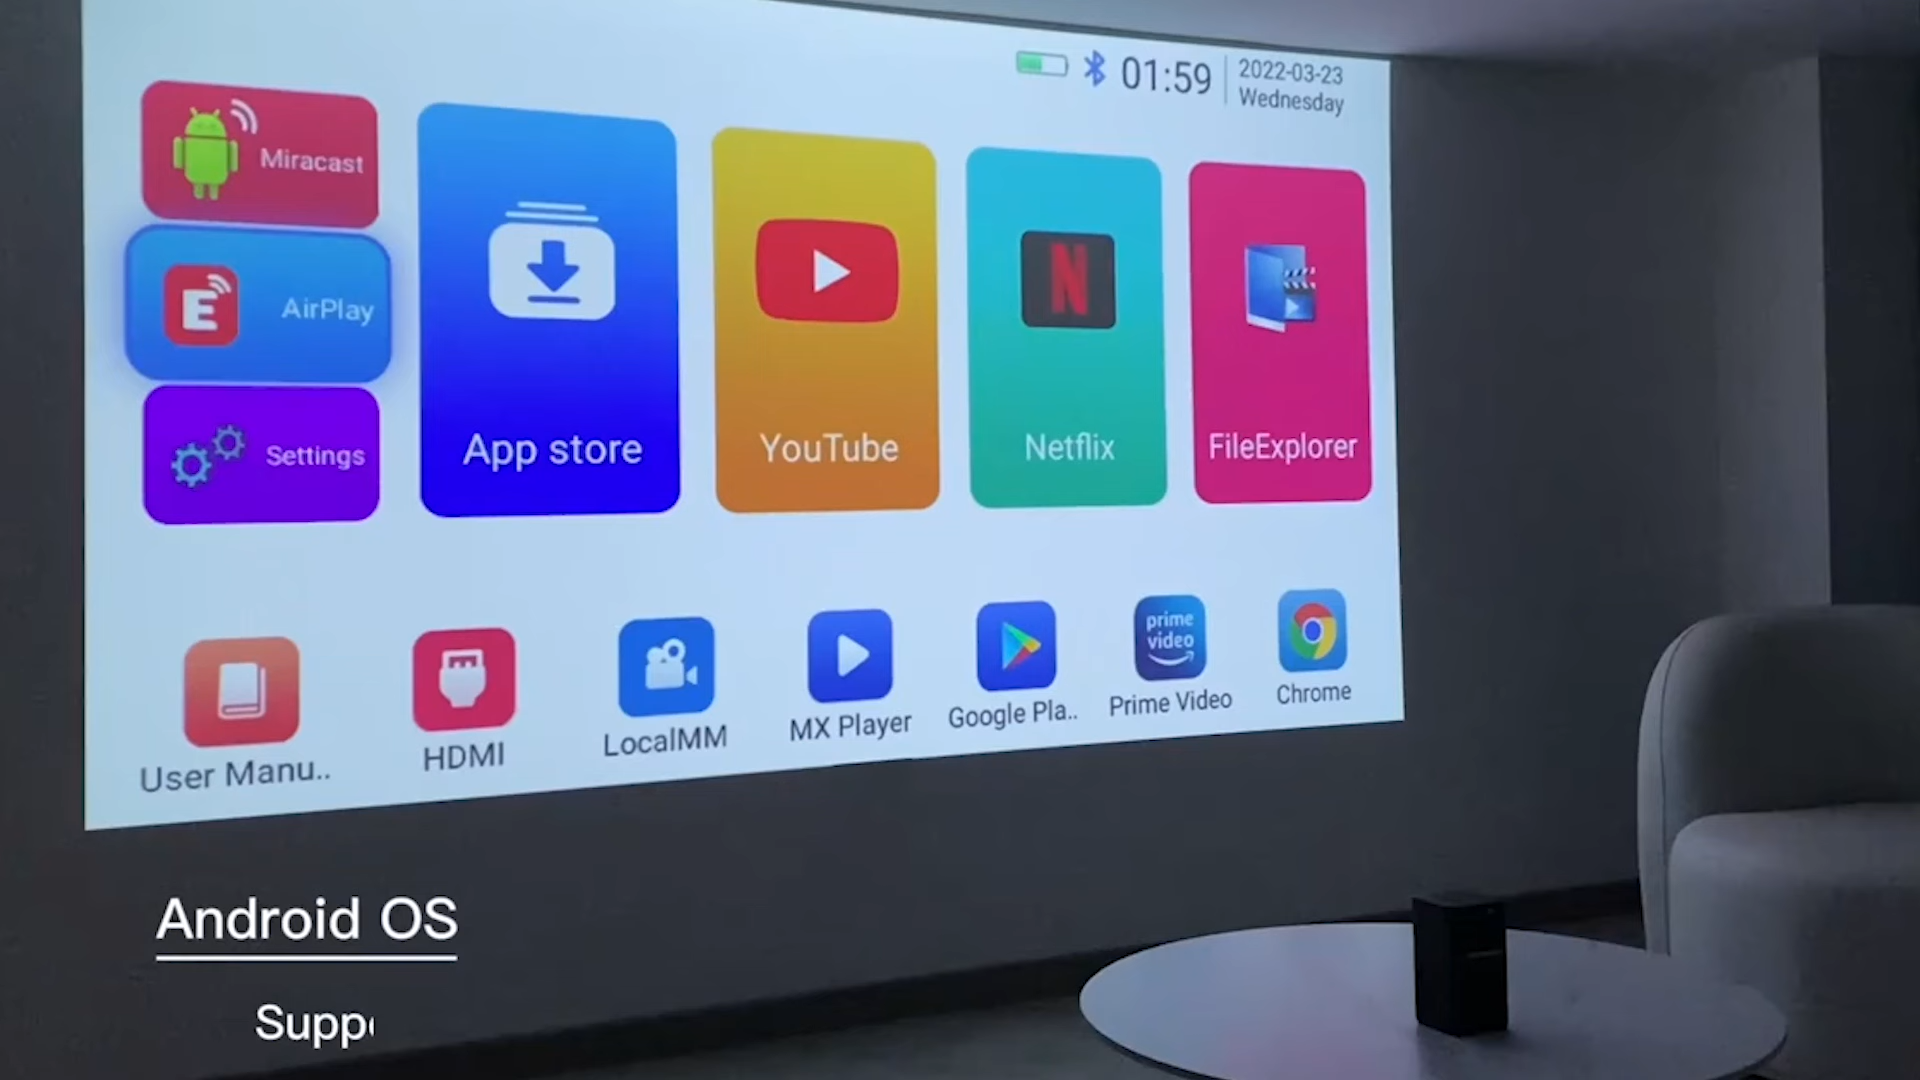 01:59
2022-03-23
Wednesday
Miracast
E
AirPlay
Settings
App store
YouTube
N
Netflix
FileExplorer
User Manu..
HDMI
LocalMM
MX Player
Google Pla..
prime
video
Prime Video
Chrome
Android OS
Supp